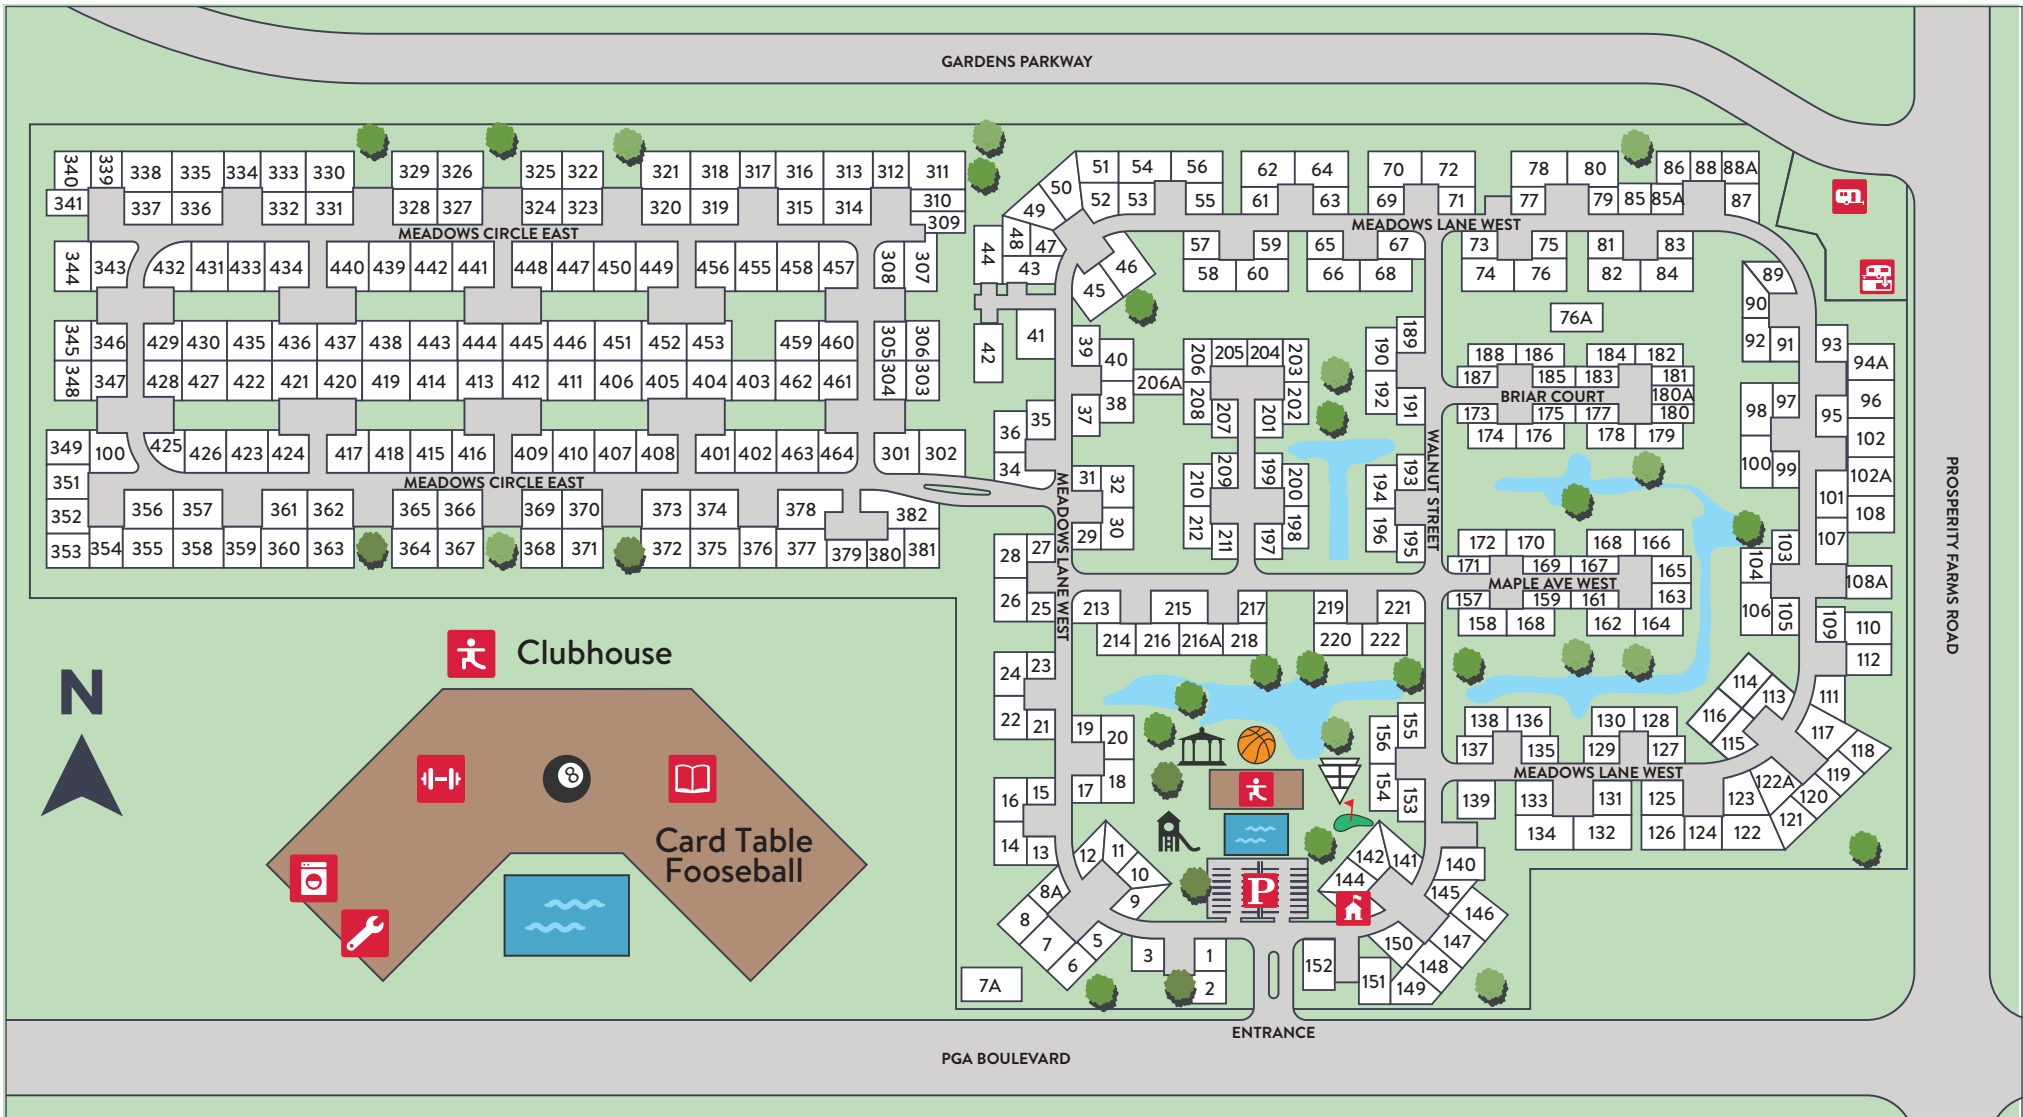 GARDENS PARKWAY
340 339 338 335 334 333 330 329 326 325 322 321 318 317 316 313 312 311
341 337 336 332 331 328 327 324 323 320 319 315 314 310
309
MEADOWS CIRCLE EAST
344 343 432 431 433 434 440 439 442 441 448 447 450 449 456 455 458 457 308 307
345 346 429 430 435 436 437 438 443 444 445 446 451 452 453 459 460 305 306
348 347 428 427 422 421 420 419 414 413 412 411 406 405 404 403 462 461 304 303
349 100 425 426 423 424 417 418 415 416 409 410 407 408 401 402 463 464 301 302
351
MEADOWS CIRCLE EAST
352 356 357 361 362 365 366 369 370 373 374 378 382
353 354 355 358 359 360 363 364 367 368 371 372 375 376 377 379 380 381
51 54 56 62 64 70 72 78 80 86 88 88A
50 52 53 55 61 63 69 71 77 79 85 85A 87
49
MEADOWS LANE WEST
44 48 47 46 57 59 65 67 73 75 81 83
43 45 58 60 66 68 74 76 82 84 89
90
76A
42 41 39 40 206 205 204 203 190 189 188 186 184 182 92 91 93 94A
206A 187 185 183 181
BRIAR COURT
180A
36 35 37 38 208 207 201 202 192 191 173 175 177 180 98 97 95 96
174 176 178 179 102
34
WALNUT STREET
MEADOWS LANE WEST
31 32 210 209 199 200 194 193 100 99 101 102A
29 30 212 211 197 198 196 195 108
28 27 172 170 168 166 104 103 107
171 169 167 165
MAPLE AVE WEST
108A
26 25 213 215 217 219 221 157 159 161 163 106 105 109 110
214 216 216A 218 220 222 158 168 162 164 112
PROSPERITY FARMS ROAD
24 23 114 113 111
22 21 19 20 156 155 138 136 130 128 116 117
137 135 129 127 115 118
MEADOWS LANE WEST
16 15 17 18 154 153 139 133 131 125 123 122A 119
120
14 13 12 11 142 141 134 132 126 124 122 121
8A 10 144 140
8 9 145
7 5 146
6 3 1 150 147
7A 2 152 151 148
149
P
Clubhouse
N
8
Card Table
Fooseball
ENTRANCE
PGA BOULEVARD